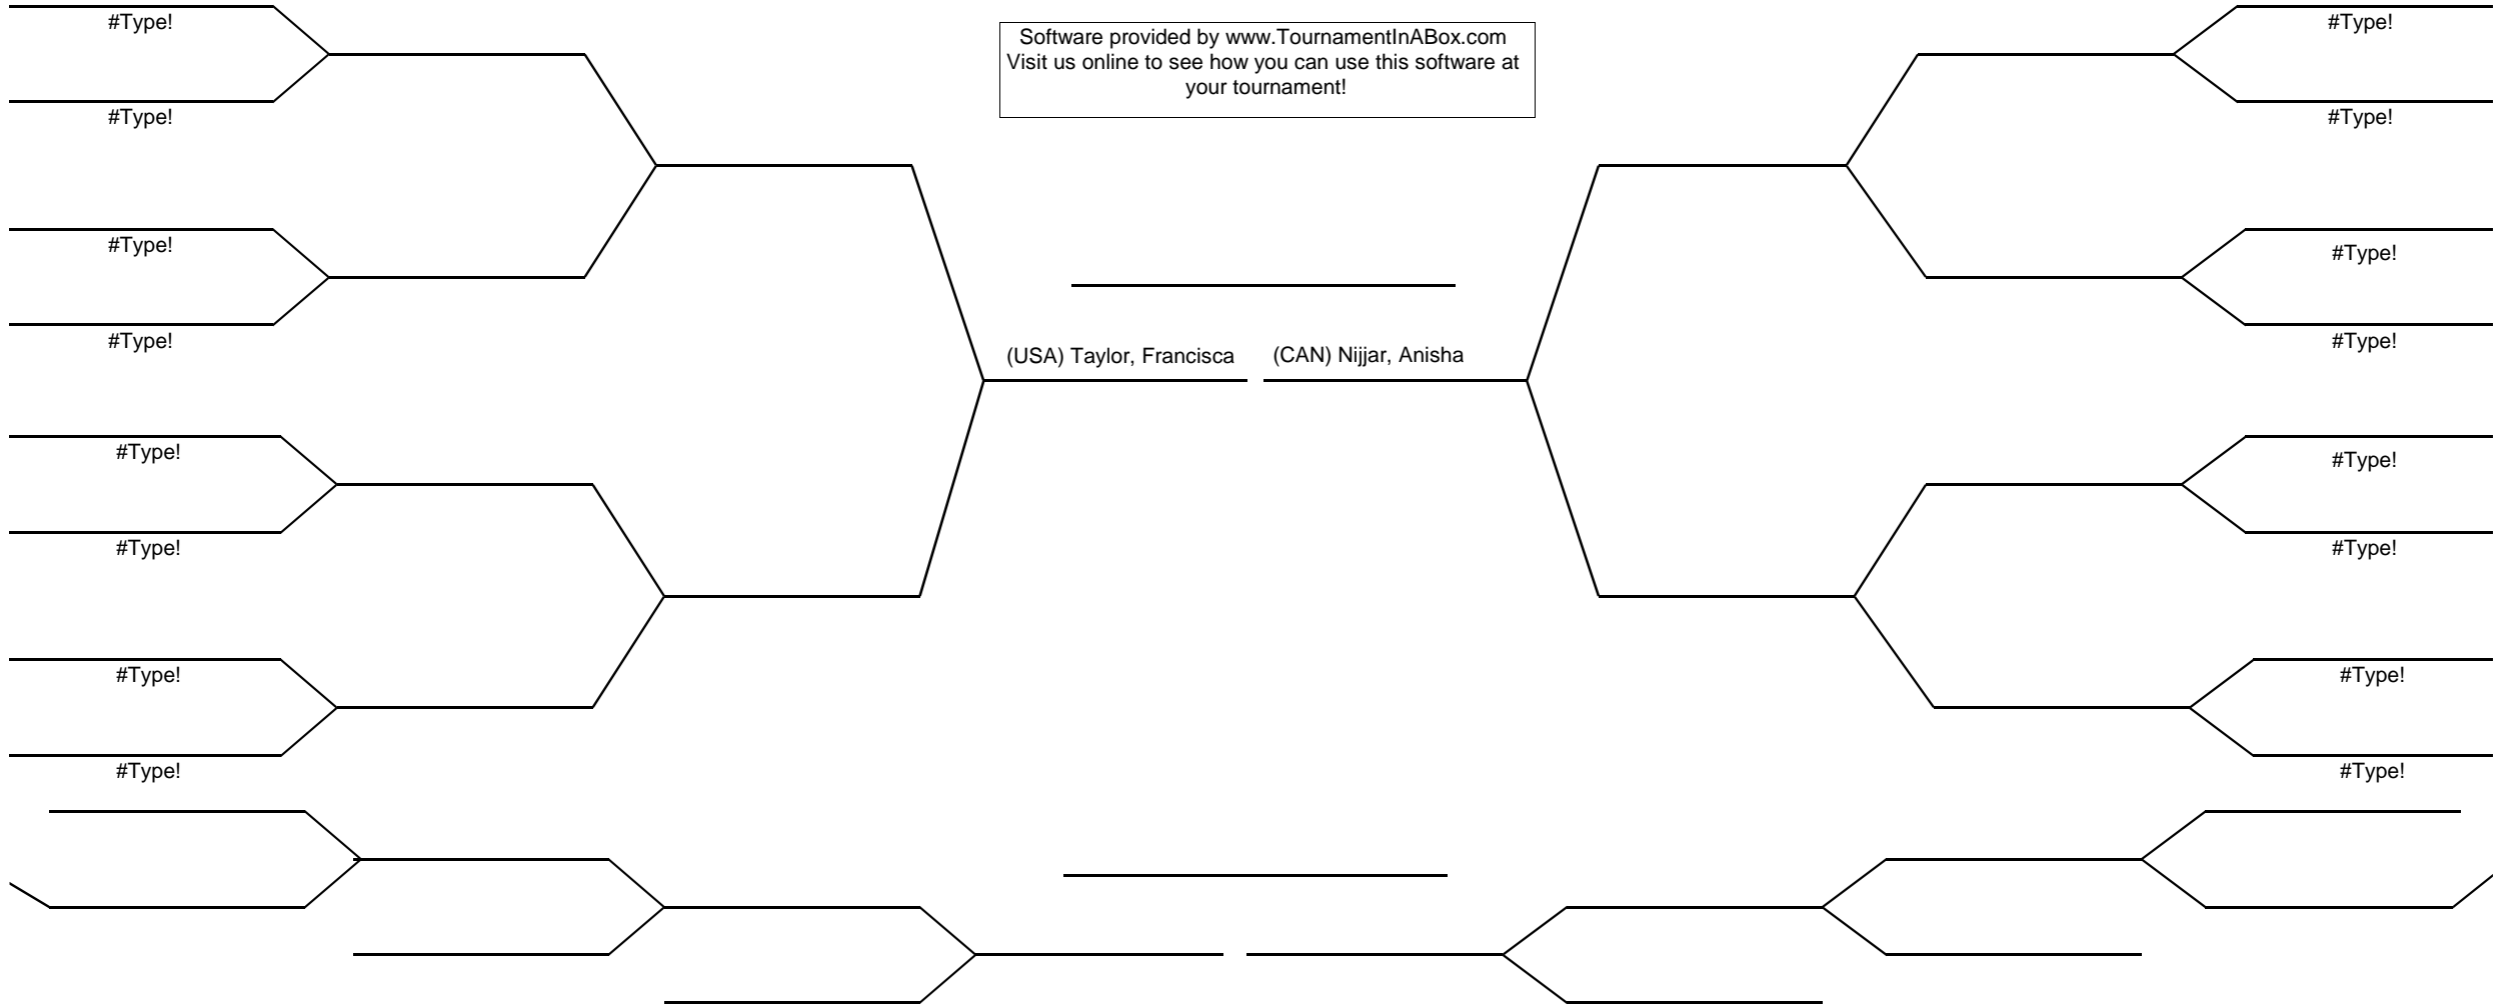 #Type!
#Type!
Software provided by www.TournamentInABox.com
Visit us online to see how you can use this software at
your tournament!
#Type!
#Type!
#Type!
#Type!
#Type!
#Type!
(USA) Taylor, Francisca
(CAN) Nijjar, Anisha
#Type!
#Type!
#Type!
#Type!
#Type!
#Type!
#Type!
#Type!